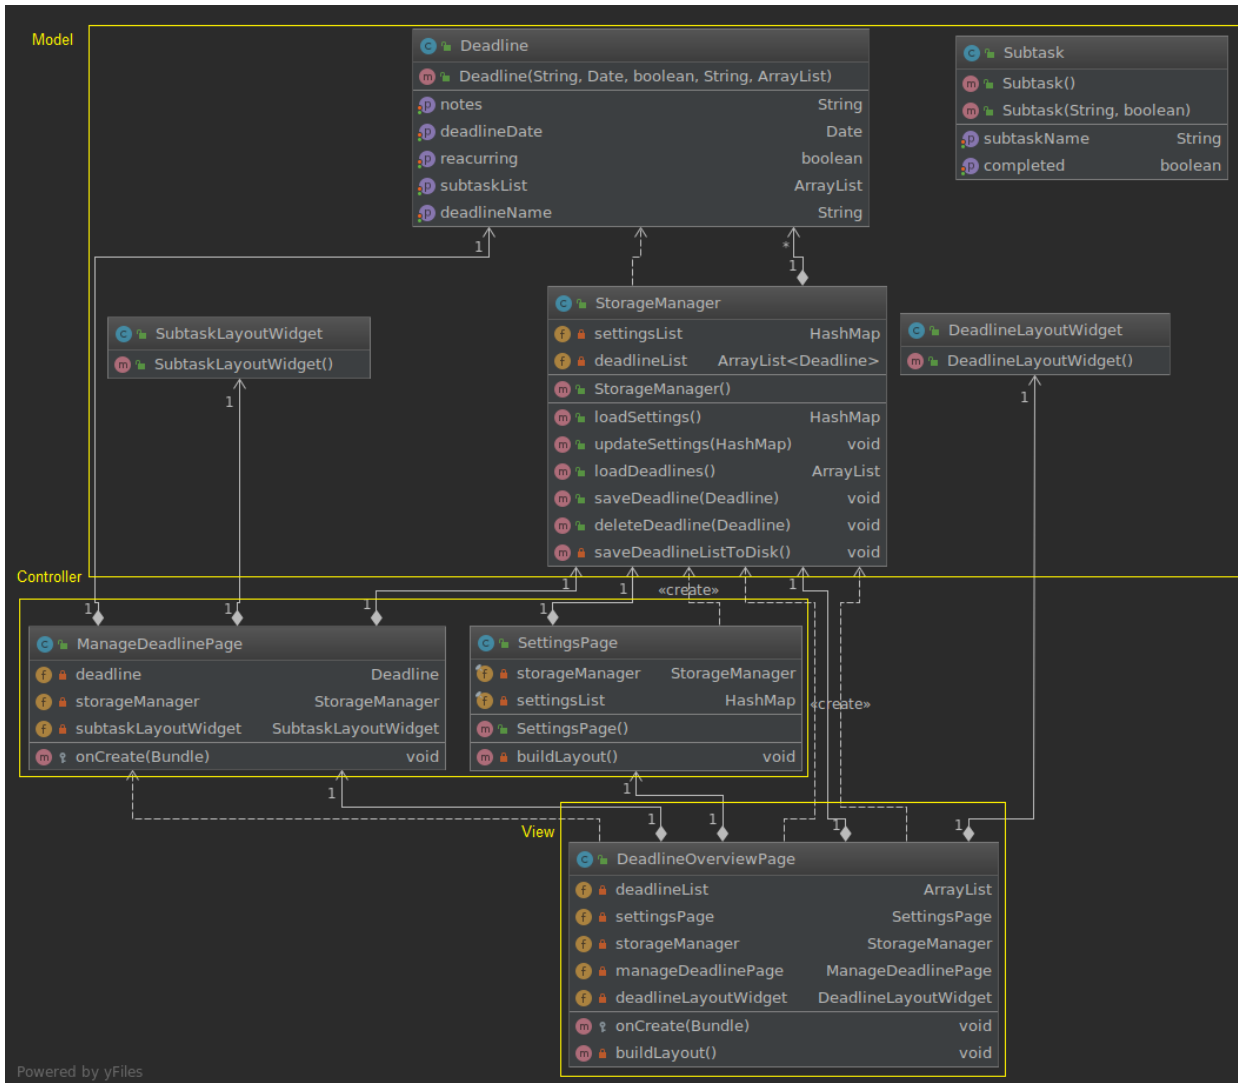 Model
Deadline
Deadline(String, Date, boolean, String, ArrayList)
notes String
deadlineDate Date
reacurring boolean
subtaskList ArrayList
deadlineName String
Subtask
Subtask()
Subtask(String, boolean)
subtaskName String
completed boolean
1
*
1
StorageManager
settingsList HashMap
deadlineList ArrayList<Deadline>
StorageManager()
loadSettings() HashMap
updateSettings(HashMap) void
loadDeadlines() ArrayList
saveDeadline(Deadline) void
deleteDeadline(Deadline) void
saveDeadlineListToDisk() void
SubtaskLayoutWidget
SubtaskLayoutWidget()
1
DeadlineLayoutWidget
DeadlineLayoutWidget()
1
Controller
1 1 «create» 1
1 1 1 1
ManageDeadlinePage
deadline Deadline
storageManager StorageManager
subtaskLayoutWidget SubtaskLayoutWidget
onCreate(Bundle) void
SettingsPage
storageManager StorageManager
settingsList HashMap
SettingsPage()
buildLayout() void
«create»
1 1
View
1 1 1 1
DeadlineOverviewPage
deadlineList ArrayList
settingsPage SettingsPage
storageManager StorageManager
manageDeadlinePage ManageDeadlinePage
deadlineLayoutWidget DeadlineLayoutWidget
onCreate(Bundle) void
buildLayout() void
Powered by yFiles